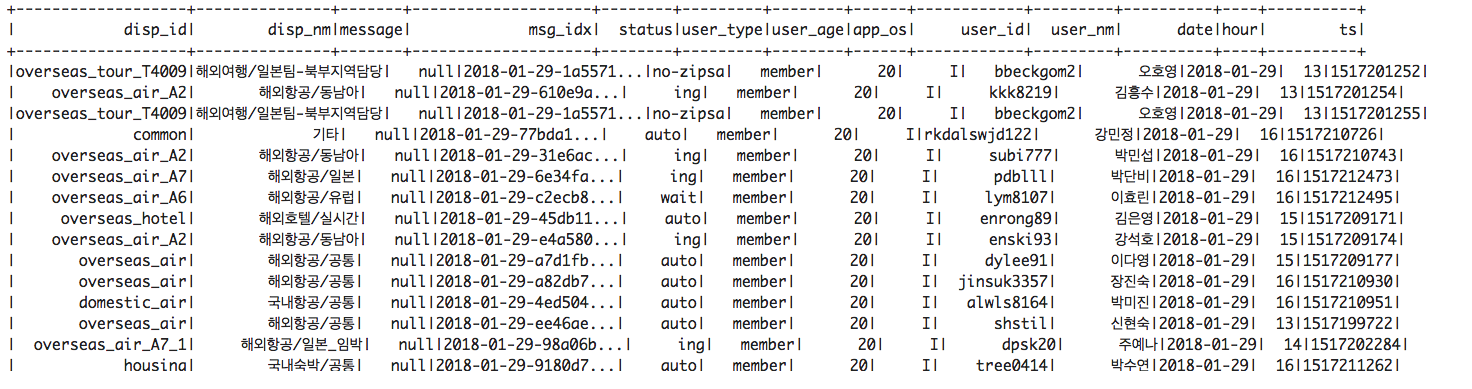 +------------------+------------------+-------+--------------------+--------+---------+--------+------+------------+-------+----------+----+----------+
| disp_id| disp_nm|message| msg_idx| status|user_type|user_age|app_os| user_id| user_nm| date|hour| ts|
+------------------+------------------+-------+--------------------+--------+---------+--------+------+------------+-------+----------+----+----------+
|overseas_tour_T4009|해외여행/일본팀-북부지역담당| null|2018-01-29-1a5571...|no-zipsa| member| 20| I| bbeckgom2| 오호영|2018-01-29| 13|1517201252|
| overseas_air_A2| 해외항공/동남아| null|2018-01-29-610e9a...| ing| member| 20| I| kkk8219| 김홍수|2018-01-29| 13|1517201254|
|overseas_tour_T4009|해외여행/일본팀-북부지역담당| null|2018-01-29-1a5571...|no-zipsa| member| 20| I| bbeckgom2| 오호영|2018-01-29| 13|1517201255|
| common| 기타| null|2018-01-29-77bda1...| auto| member| 20| I|rkdalswjd122| 강민정|2018-01-29| 16|1517210726|
| overseas_air_A2| 해외항공/동남아| null|2018-01-29-31e6ac...| ing| member| 20| I| subi777| 박민섭|2018-01-29| 16|1517210743|
| overseas_air_A7| 해외항공/일본| null|2018-01-29-6e34fa...| ing| member| 20| I| pdblll| 박단비|2018-01-29| 16|1517212473|
| overseas_air_A6| 해외항공/유럽| null|2018-01-29-c2ecb8...| wait| member| 20| I| lym8107| 이효린|2018-01-29| 16|1517212495|
| overseas_hotel| 해외호텔/실시간| null|2018-01-29-45db11...| auto| member| 20| I| enrong89| 김은영|2018-01-29| 15|1517209171|
| overseas_air_A2| 해외항공/동남아| null|2018-01-29-e4a580...| ing| member| 20| I| enski93| 강석호|2018-01-29| 15|1517209174|
| overseas_air| 해외항공/공통| null|2018-01-29-a7d1fb...| auto| member| 20| I| dylee91| 이다영|2018-01-29| 15|1517209177|
| overseas_air| 해외항공/공통| null|2018-01-29-a82db7...| auto| member| 20| I| jinsuk3357| 장진숙|2018-01-29| 16|1517210930|
| domestic_air| 국내항공/공통| null|2018-01-29-4ed504...| auto| member| 20| I| alwls8164| 박미진|2018-01-29| 16|1517210951|
| overseas_air| 해외항공/공통| null|2018-01-29-ee46ae...| auto| member| 20| I| shstil| 신현숙|2018-01-29| 13|1517199722|
| overseas_air_A7_1| 해외항공/일본_임박| null|2018-01-29-98a06b...| ing| member| 20| I| dpsk20| 주예나|2018-01-29| 14|1517202284|
| housing| 국내숙박/공통| null|2018-01-29-9180d7...| auto| member| 20| I| tree0414| 박수연|2018-01-29| 16|1517211262|